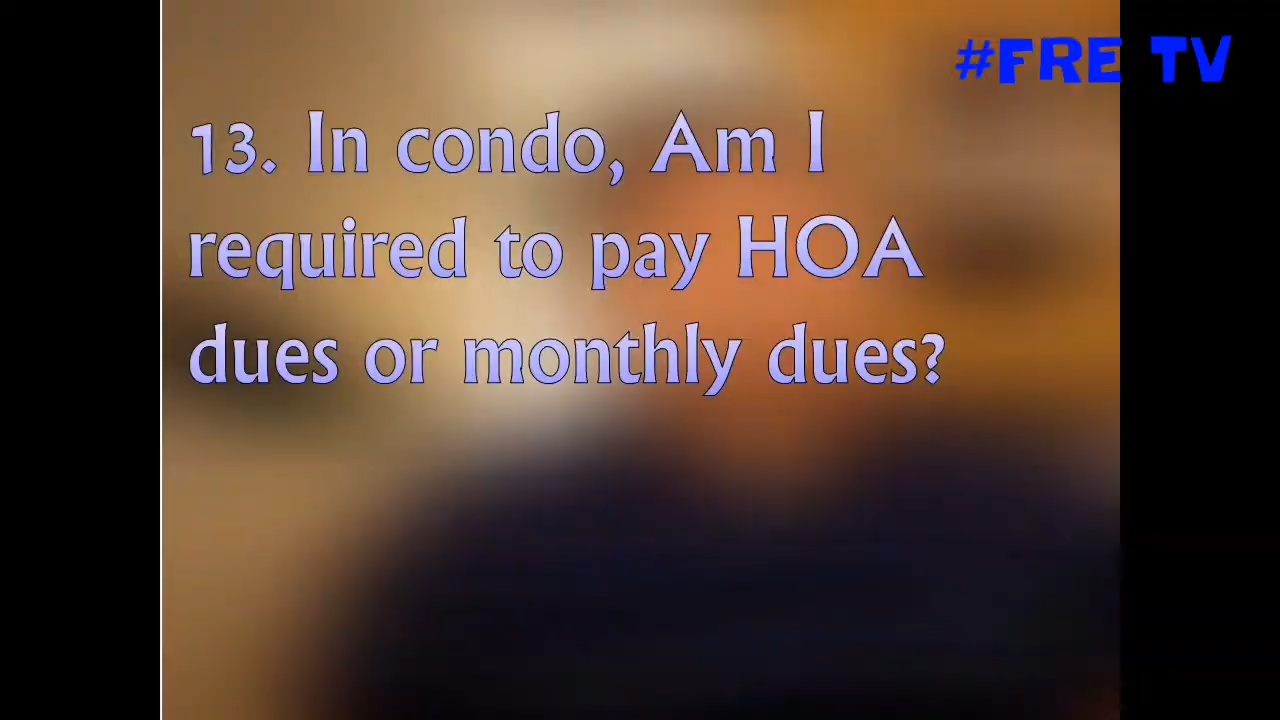 #FRE TV
13. In condo, Am I
required to pay HOA
dues or monthly dues?